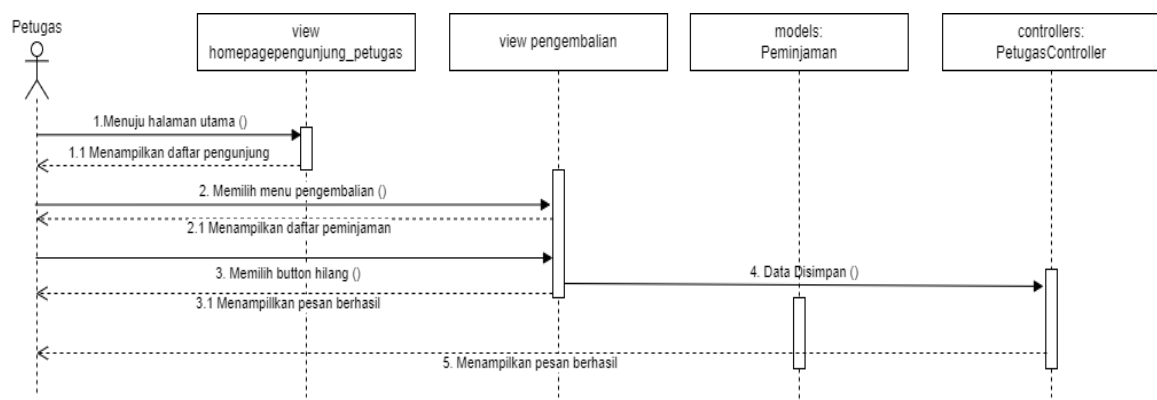 Petugas
view
homepagepengunjung_petugas
view pengembalian
models:
Peminjaman
controllers:
PetugasController
1.Menuju halaman utama ()
1.1 Menampilkan daftar pengunjung
2. Memilih menu pengembalian ()
2.1 Menampilkan daftar peminjaman
3. Memilih button hilang ()
4. Data Disimpan ()
3.1 Menampillkan pesan berhasil
5. Menampilkan pesan berhasil